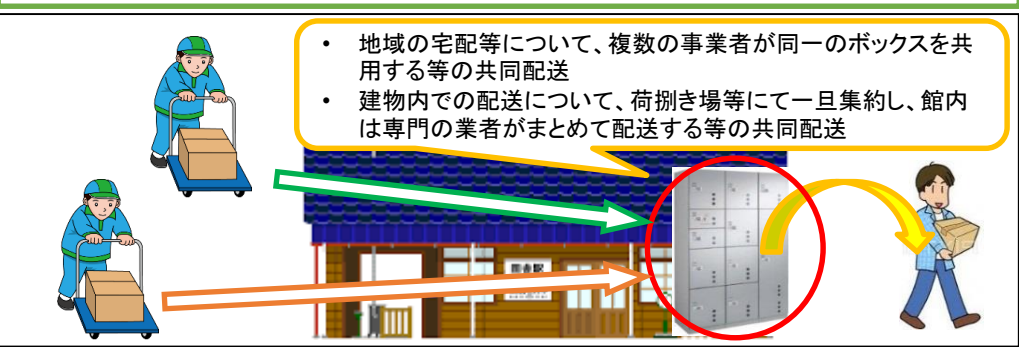 • 地域の宅配等について、複数の事業者が同一のボックスを共
用する等の共同配送
• 建物内での配送について、荷捌き場等にて一旦集約し、館内
は専門の業者がまとめて配送する等の共同配送